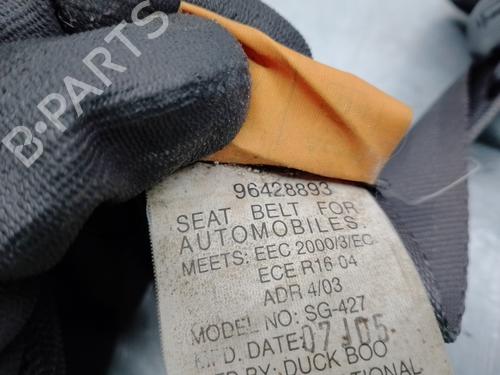 B-PARTS
96428893
SEAT BELT FOR
AUTOMOBILES.
MEETS: EEC 2000/3/EC
ECE R16 04
ADR 4/03
MODEL NO: SG-427
DATE: 07J05
BY: DUCK BOO